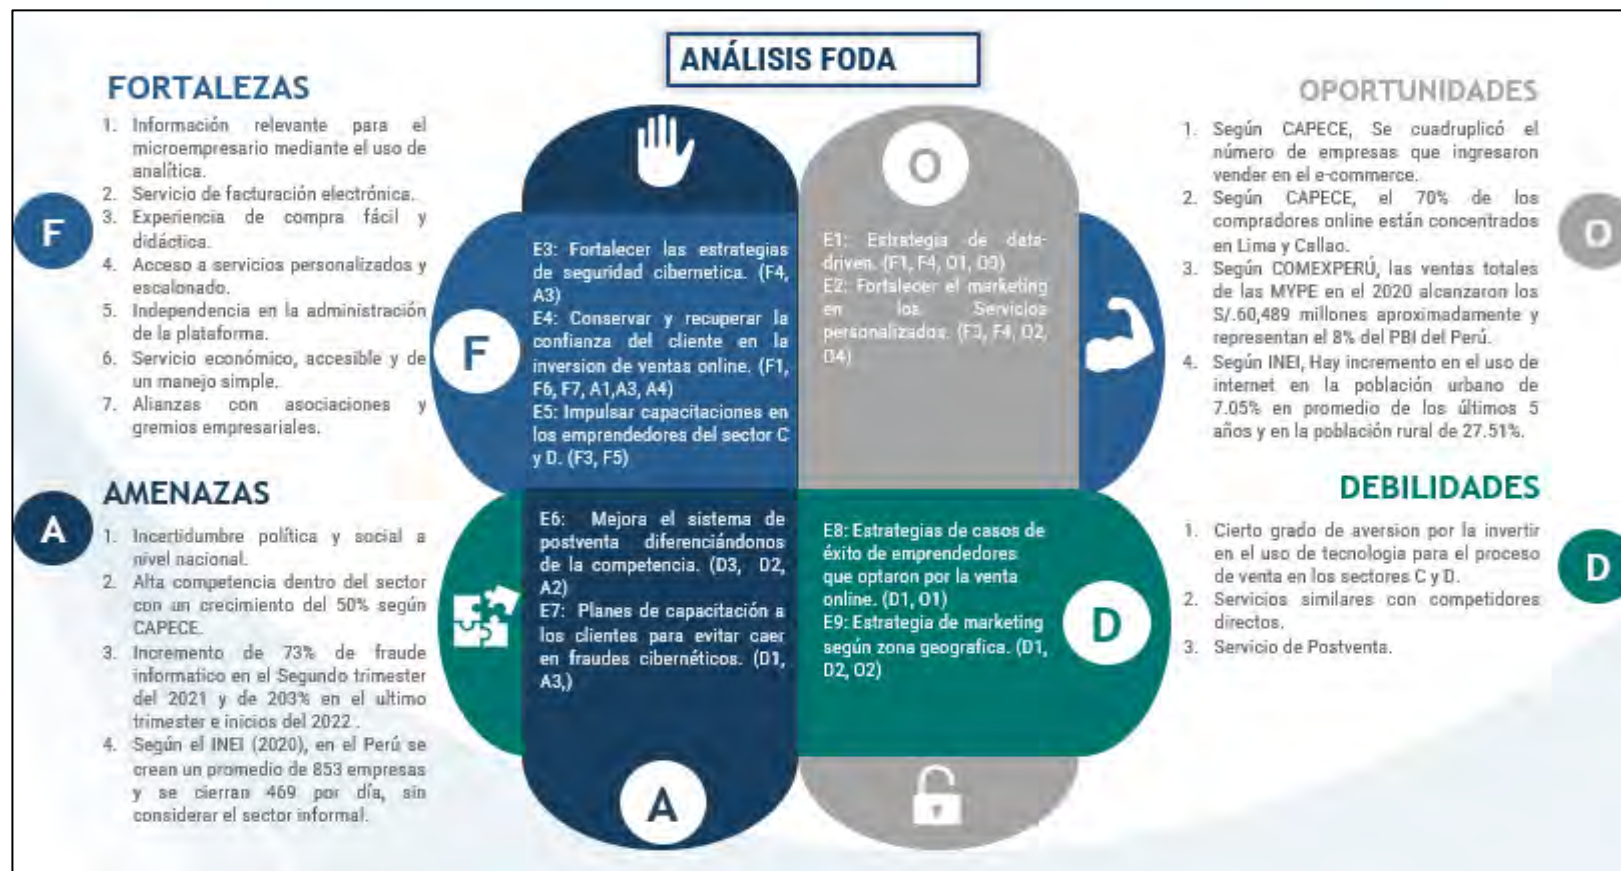 ANÁLISIS FODA
FORTALEZAS
1. Información relevante para el
microempresario mediante el uso de
analítica.
2. Servicio de facturación electrónica.
3. Experiencia de compra fácil y
didáctica.
4. Acceso a servicios personalizados y
escalonado.
5. Independencia en la administración
de la plataforma.
6. Servicio económico, accesible y de
un manejo simple.
7. Alianzas con asociaciones y
gremios empresariales.
F
AMENAZAS
1. Incertidumbre política y social a
nivel nacional.
2. Alta competencia dentro del sector
con un crecimiento del 50% según
CAPECE.
3. Incremento de 73% de fraude
informatico en el Segundo trimester
del 2021 y de 203% en el ultimo
trimester e inicios del 2022 .
4. Según el INEI (2020), en el Perú se
crean un promedio de 853 empresas
y se cierran 469 por día, sin
considerar el sector informal.
A
F
E3: Fortalecer las estrategias
de seguridad cibernetica. (F4,
A3)
E4: Conservar y recuperar la
confianza del cliente en la
inversion de ventas online. (F1,
F6, F7, A1,A3, A4)
E5: Impulsar capacitaciones en
los emprendedores del sector C
y D. (F3, F5)
O
E1: Estrategia de data-
driven. (F1, F4, O1, O3)
E2: Fortalecer el marketing
en los Servicios
personalizados. (F3, F4, O2,
O4)
E6: Mejora el sistema de
postventa diferenciándonos
de la competencia. (D3, D2,
A2)
E7: Planes de capacitación a
los clientes para evitar caer
en fraudes cibernéticos. (D1,
A3,)
A
E8: Estrategias de casos de
éxito de emprendedores
que optaron por la venta
online. (D1, O1)
E9: Estrategia de marketing
según zona geografica. (D1,
D2, O2)
D
OPORTUNIDADES
1. Según CAPECE, Se cuadruplicó el
número de empresas que ingresaron
vender en el e-commerce.
2. Según CAPECE, el 70% de los
compradores online están concentrados
en Lima y Callao.
3. Según COMEXPERÚ, las ventas totales
de las MYPE en el 2020 alcanzaron los
S/.60,489 millones aproximadamente y
representan el 8% del PBI del Perú.
4. Según INEI, Hay incremento en el uso de
internet en la población urbano de
7.05% en promedio de los últimos 5
años y en la población rural de 27.51%.
O
DEBILIDADES
1. Cierto grado de aversion por la invertir
en el uso de tecnologia para el proceso
de venta en los sectores C y D.
2. Servicios similares con competidores
directos.
3. Servicio de Postventa.
D